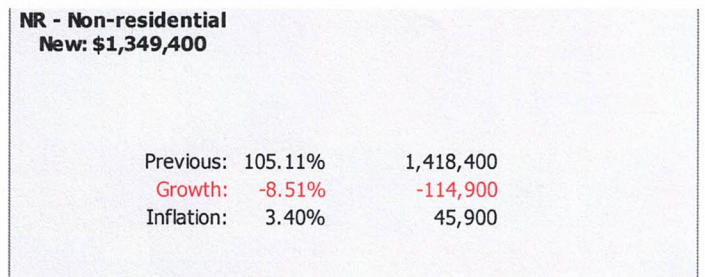 NR - Non-residential
New: $1,349,400
Previous: 105.11% 1,418,400
Growth: -8.51% -114,900
Inflation: 3.40% 45,900